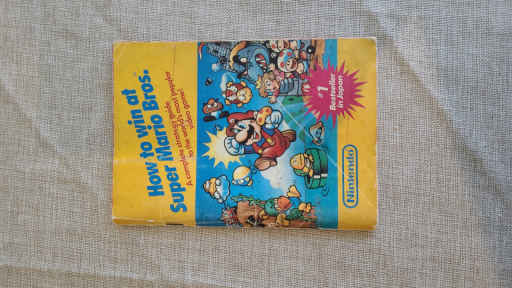 How to win at
Super Mario Bros.
A complete strategy guide
to the world's most popular
video game!
#1
Bestseller
in Japan
Nintendo